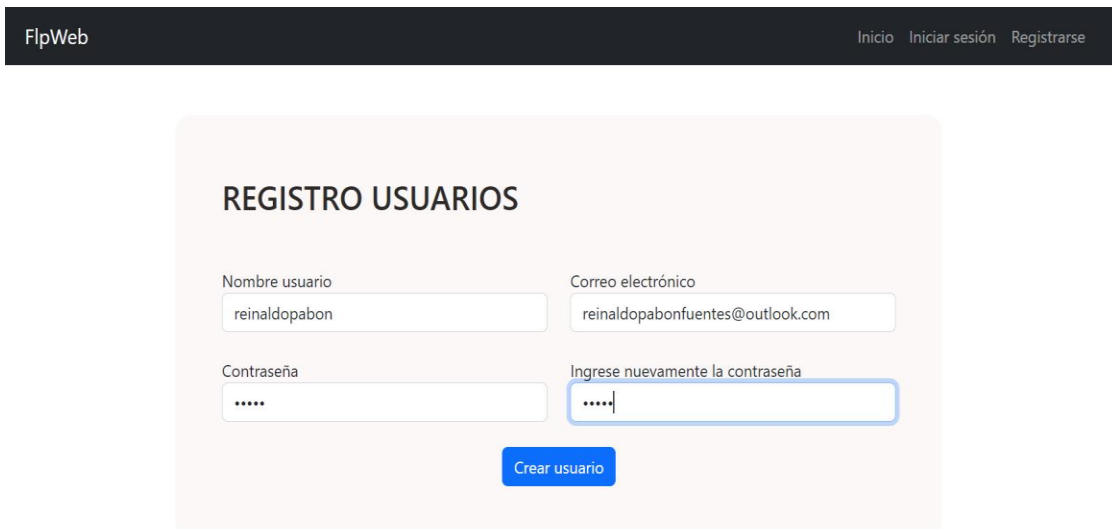 FlpWeb
Inicio Iniciar sesión Registrarse
REGISTRO USUARIOS
Nombre usuario
Correo electrónico
reinaldopabon
reinaldopabonfuentes@outlook.com
Contraseña
Ingrese nuevamente la contraseña
•••••
•••••
Crear usuario